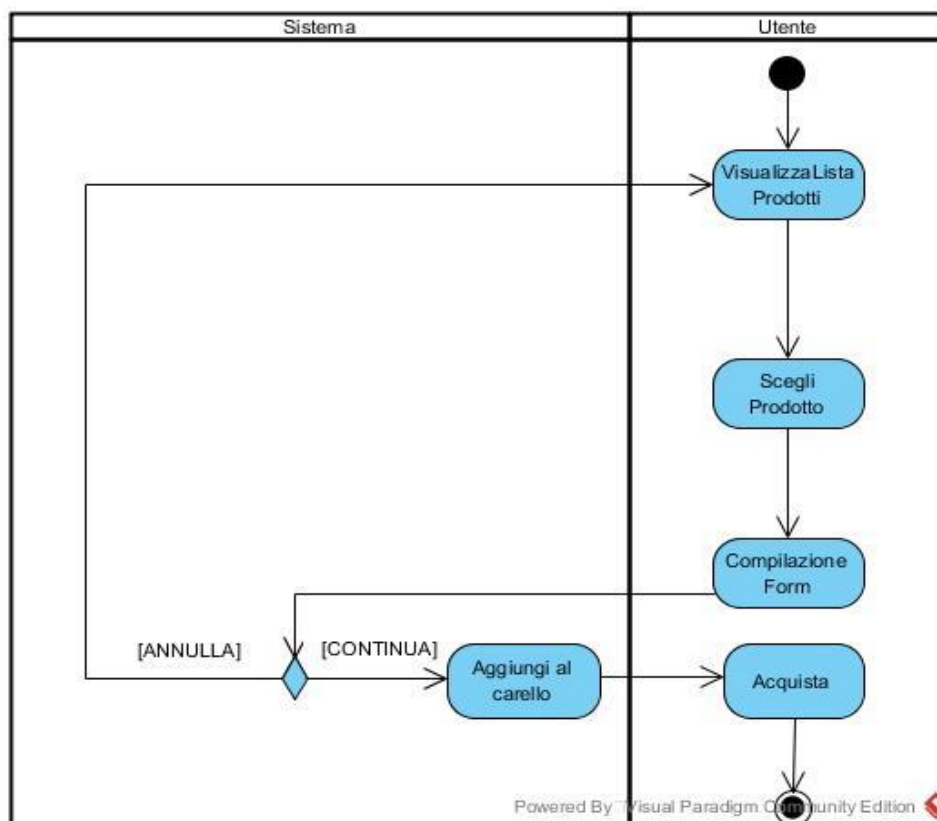 Sistema
Utente
VisualizzaLista
Prodotti
Scegli
Prodotto
Compilazione
Form
[ANNULLA]
[CONTINUA]
Aggiungi al
carello
Acquista
Powered By Visual Paradigm Community Edition